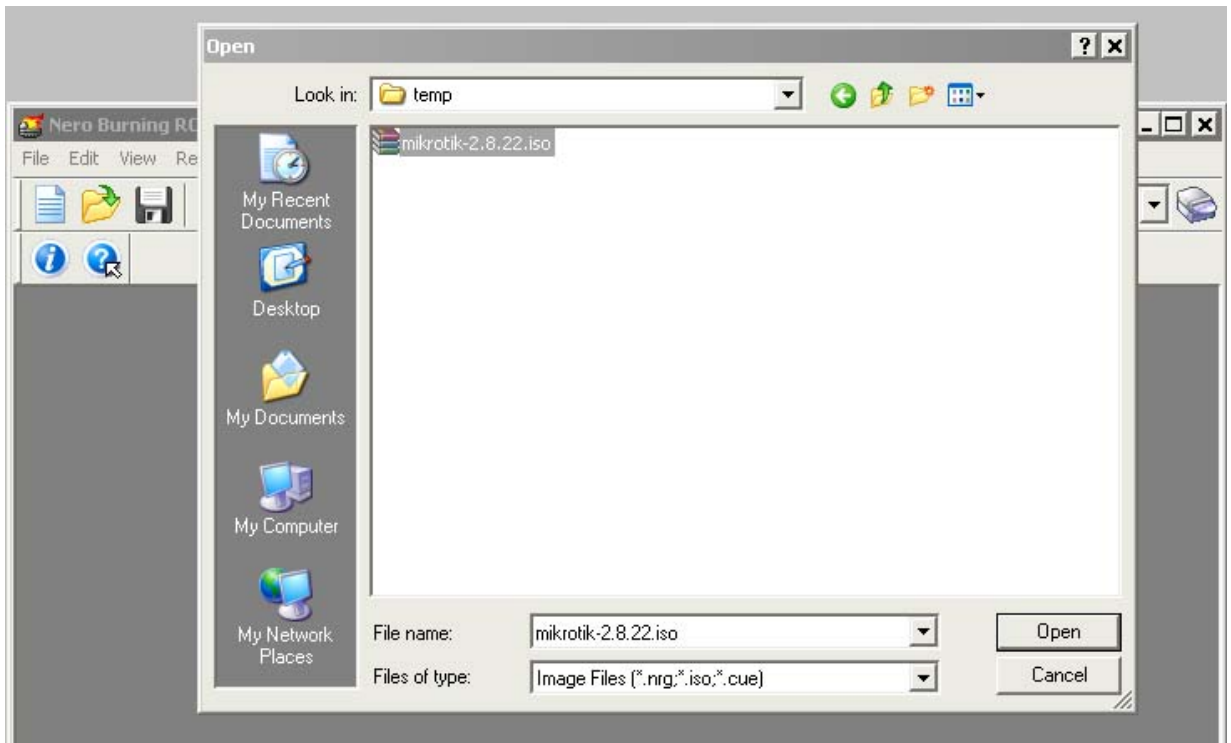 Open
Look in:
temp
Nero Burning RO
File Edit View Re
mikrotik-2.8.22.iso
My Recent
Documents
Desktop
My Documents
My Computer
My Network
Places
File name:
mikrotik-2.8.22.iso
Open
Files of type:
Image Files (*.nrg;*.iso;*.cue)
Cancel